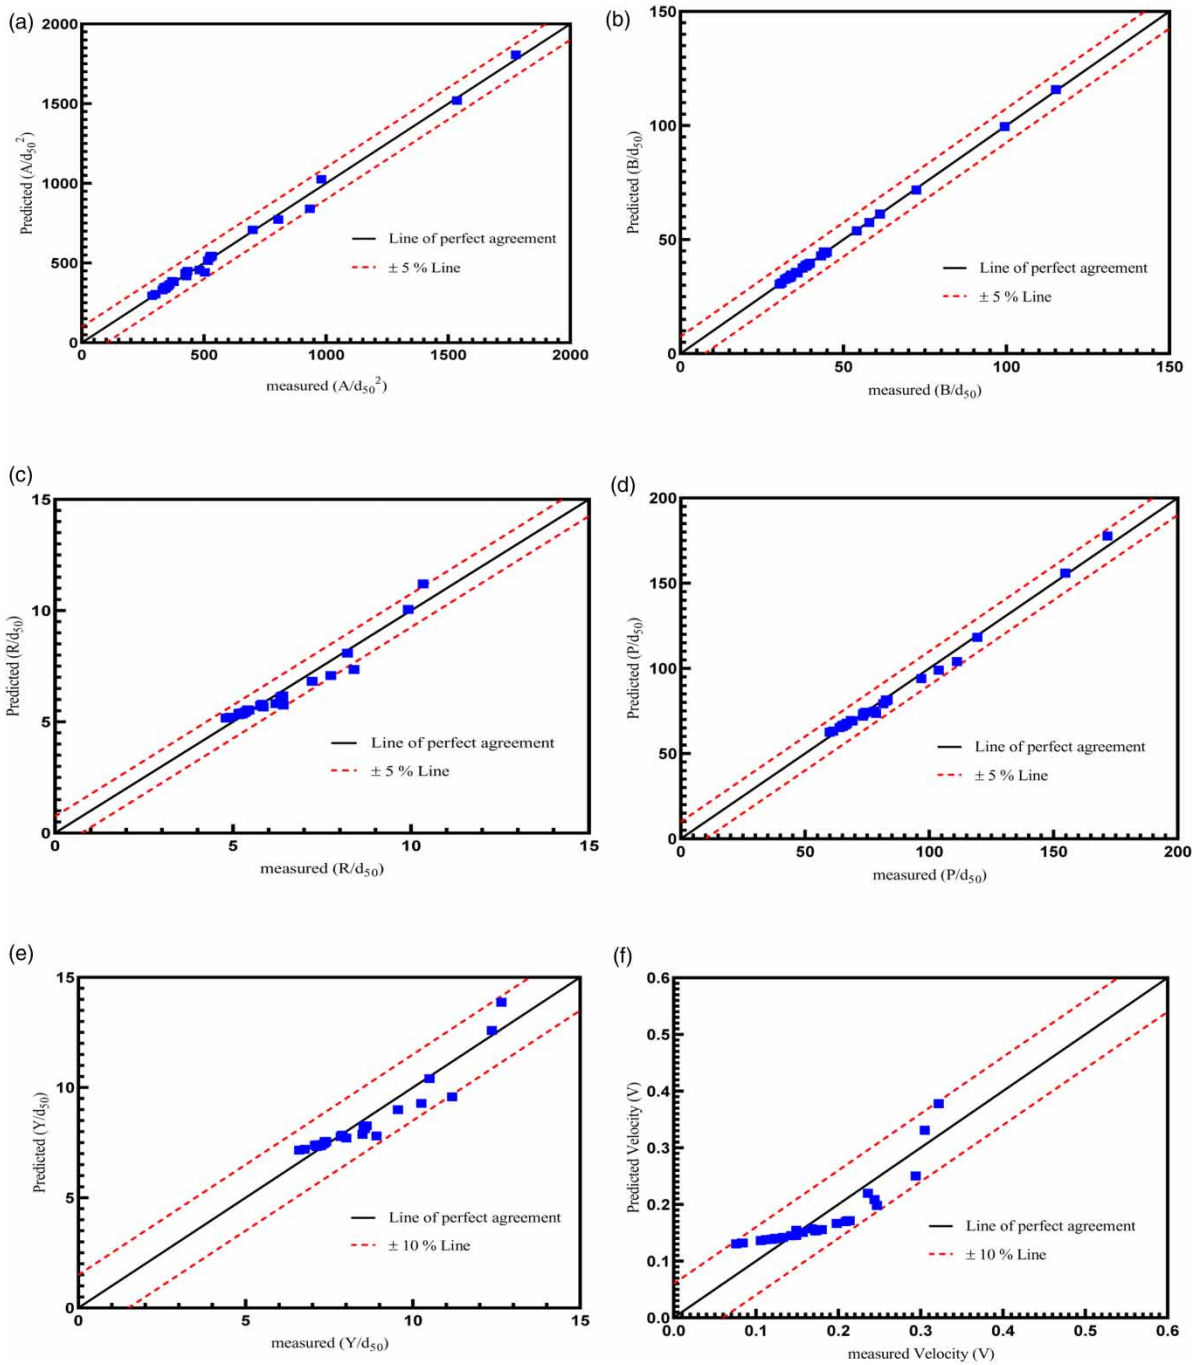 (a)
2000
1500
1000
500
0
Predicted (A/d50²)
Line of perfect agreement
± 5 % Line
0 500 1000 1500 2000
measured (A/d50²)
(b)
150
100
50
0
Predicted (B/d50)
Line of perfect agreement
± 5 % Line
0 50 100 150
measured (B/d50)
(c)
15
10
5
0
Predicted (R/d50)
Line of perfect agreement
± 5 % Line
0 5 10 15
measured (R/d50)
(d)
200
150
100
50
0
Predicted (P/d50)
Line of perfect agreement
± 5 % Line
0 50 100 150 200
measured (P/d50)
(e)
15
10
5
0
Predicted (Y/d50)
Line of perfect agreement
± 10 % Line
0 5 10 15
measured (Y/d50)
(f)
0.6
0.5
0.4
0.3
0.2
0.1
0.0
Predicted Velocity (V)
Line of perfect agreement
± 10 % Line
0.0 0.1 0.2 0.3 0.4 0.5 0.6
measured Velocity (V)